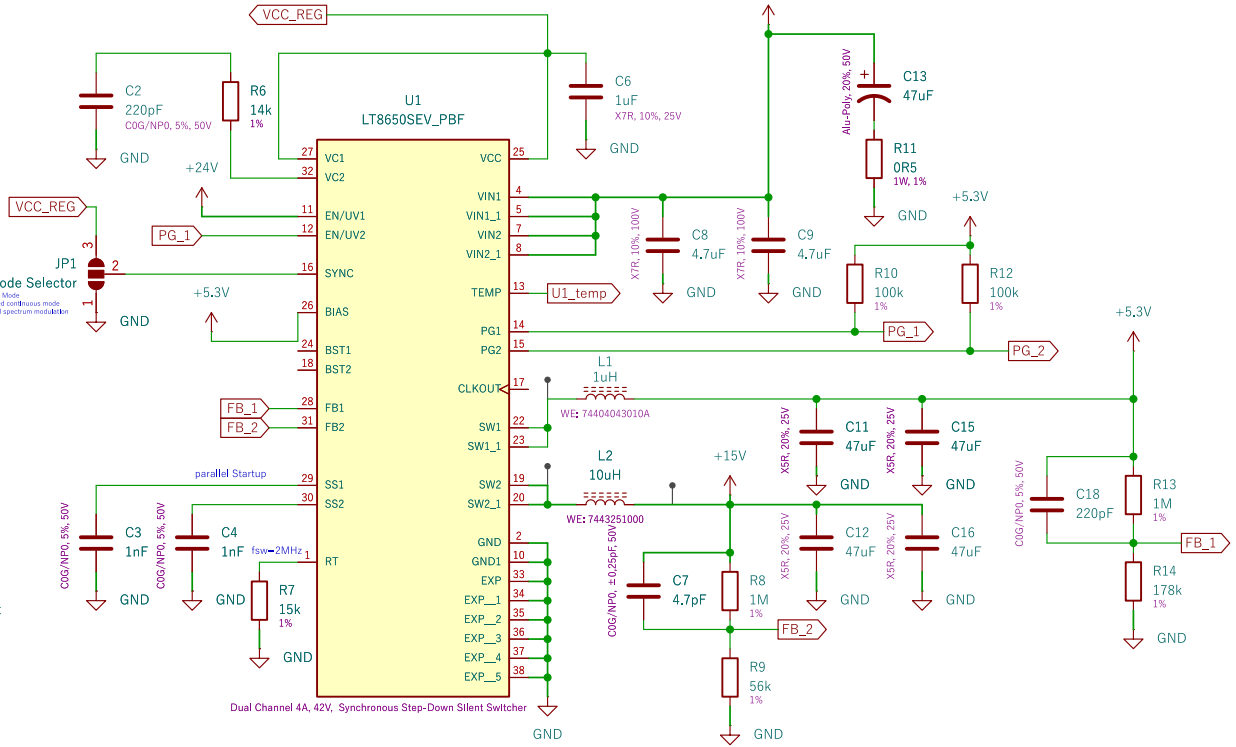 VCC_REG
C2
220pF
C0G/NP0, 5%, 50V
GND
R6
14k
1%
U1
LT8650SEV_PBF
C6
1uF
X7R, 10%, 25V
GND
Alu-Poly, 20%, 50V
+
C13
47uF
R11
0R5
1W, 1%
GND
+24V
VCC_REG
PG_1
3
JP1
2
ode Selector
Mode
d continuous mode
l spectrum modulation
1
GND
+5.3V
27 VC1
32 VC2
11 EN/UV1
12 EN/UV2
16 SYNC
26 BIAS
24 BST1
18 BST2
28 FB1
31 FB2
29 SS1
30 SS2
1 RT
VCC 25
VIN1 4
VIN1_1 5
VIN2 7
VIN2_1 8
TEMP 13
PG1 14
PG2 15
CLKOUT 17
SW1 22
SW1_1 23
SW2 19
SW2_1 20
GND 2
GND1 10
EXP 33
EXP__1 34
EXP__2 35
EXP__3 36
EXP__4 37
EXP__5 38
X7R, 10%, 100V
C8
4.7uF
GND
X7R, 10%, 100V
C9
4.7uF
GND
U1_temp
+5.3V
R10
100k
1%
R12
100k
1%
PG_1
PG_2
FB_1
FB_2
L1
1uH
WE: 74404043010A
+5.3V
X5R, 20%, 25V
C11
47uF
GND
X5R, 20%, 25V
C15
47uF
GND
L2
10uH
WE: 7443251000
+15V
X5R, 20%, 25V
C12
47uF
GND
X5R, 20%, 25V
C16
47uF
GND
C0G/NP0, 5%, 50V
C18
220pF
R13
1M
1%
FB_1
R14
178k
1%
GND
parallel Startup
C0G/NP0, 5%, 50V
C3
1nF
GND
C0G/NP0, 5%, 50V
C4
1nF
GND
fsw=2MHz
R7
15k
1%
GND
C0G/NP0, ±0,25pF, 50V
C7
4.7pF
R8
1M
1%
FB_2
R9
56k
1%
GND
GND
Dual Channel 4A, 42V, Synchronous Step-Down Silent Switcher